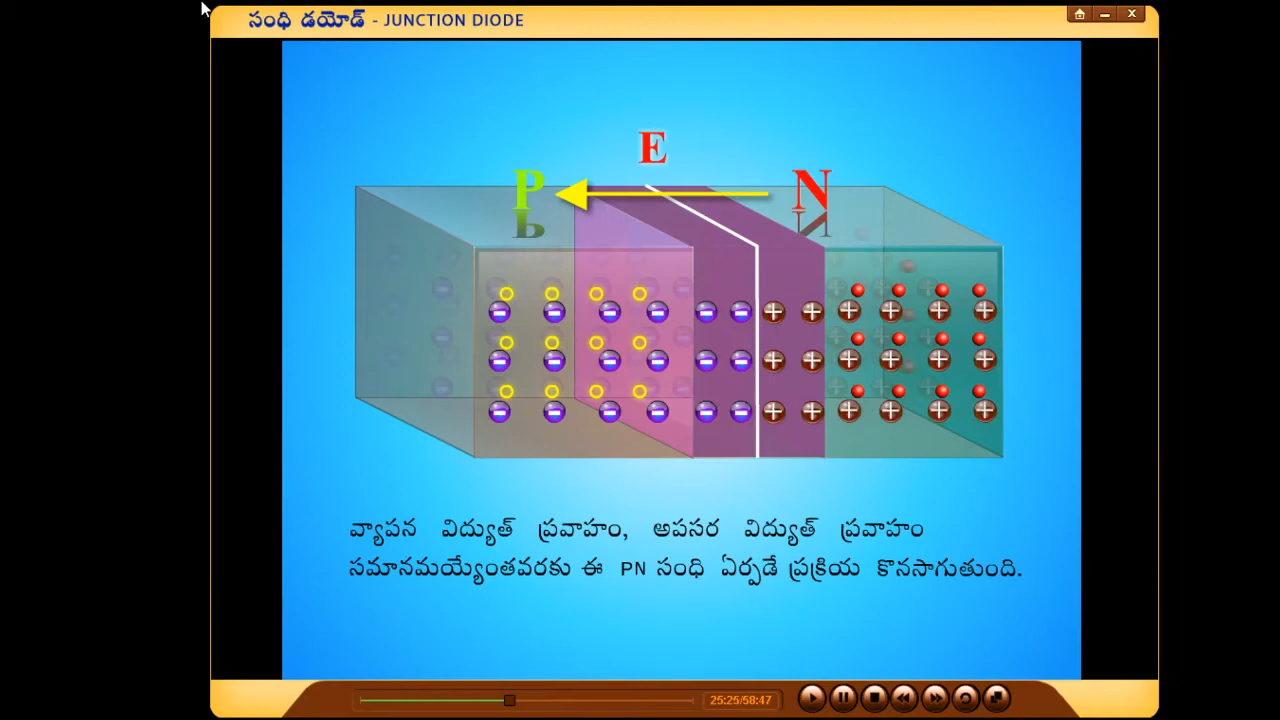 సంధి డయోడ్ - JUNCTION DIODE
E
P
N
వ్యాపన విద్యుత్ ప్రవాహం, అపసర విద్యుత్ ప్రవాహం
సమానమయ్యేంతవరకు ఈ PN సంధి ఏర్పడే ప్రక్రియ కొనసాగుతుంది.
25:25/58:47